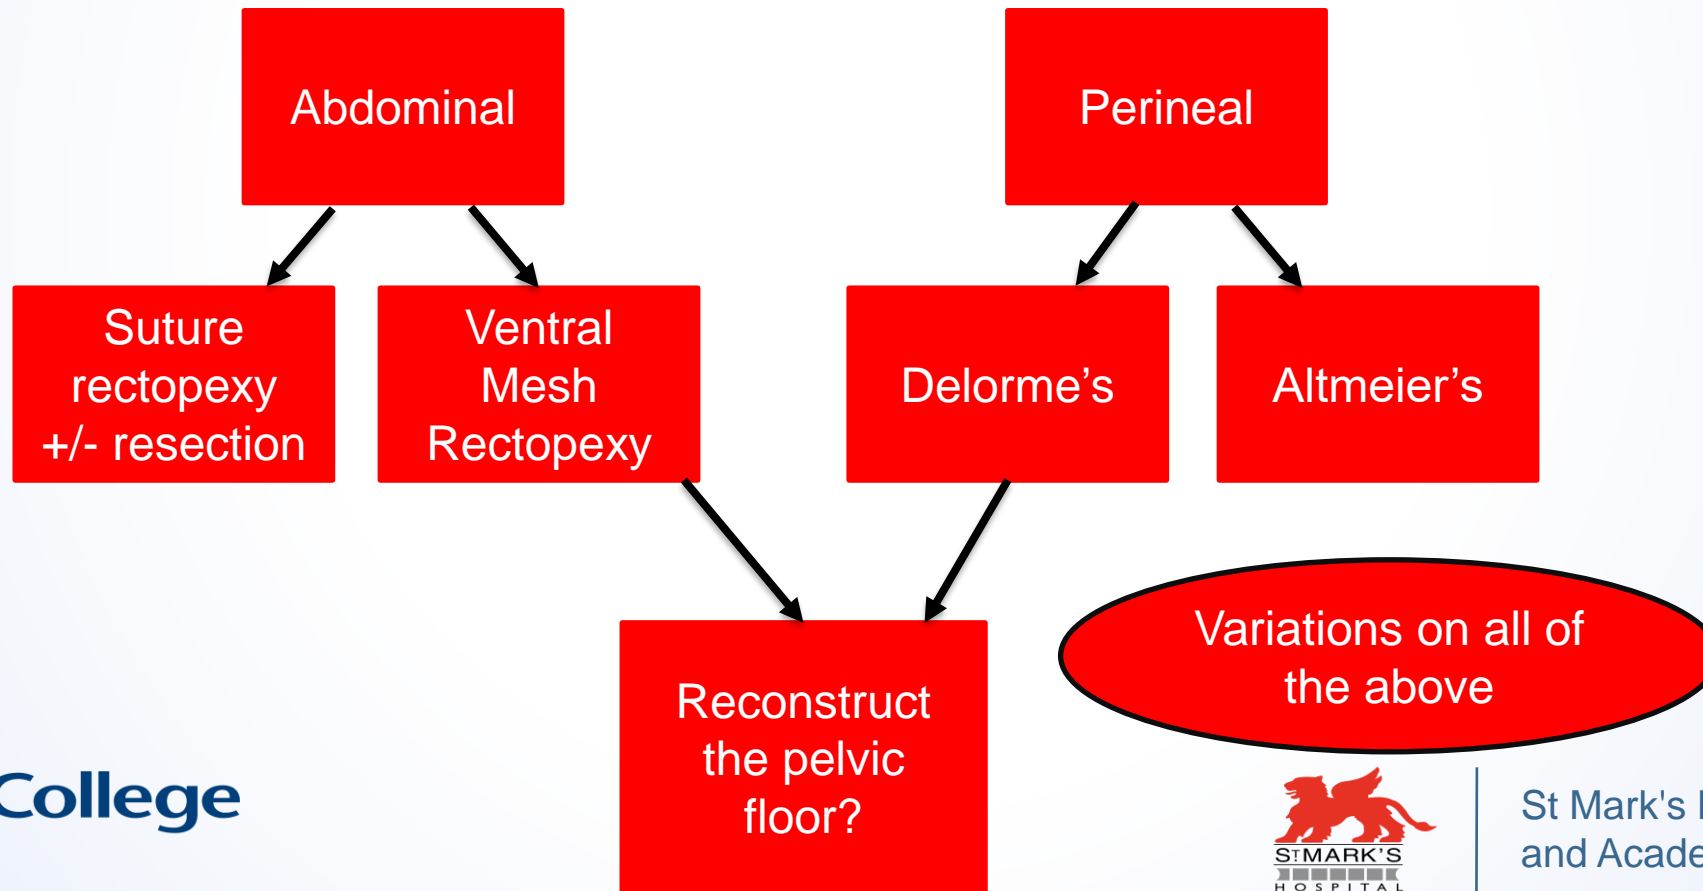 Abdominal
Perineal
Suture
rectopexy
+/- resection
Ventral
Mesh
Rectopexy
Delorme’s
Altmeier’s
Reconstruct
the pelvic
floor?
Variations on all of
the above
College
ST MARK'S
HOSPITAL
St Mark's
and